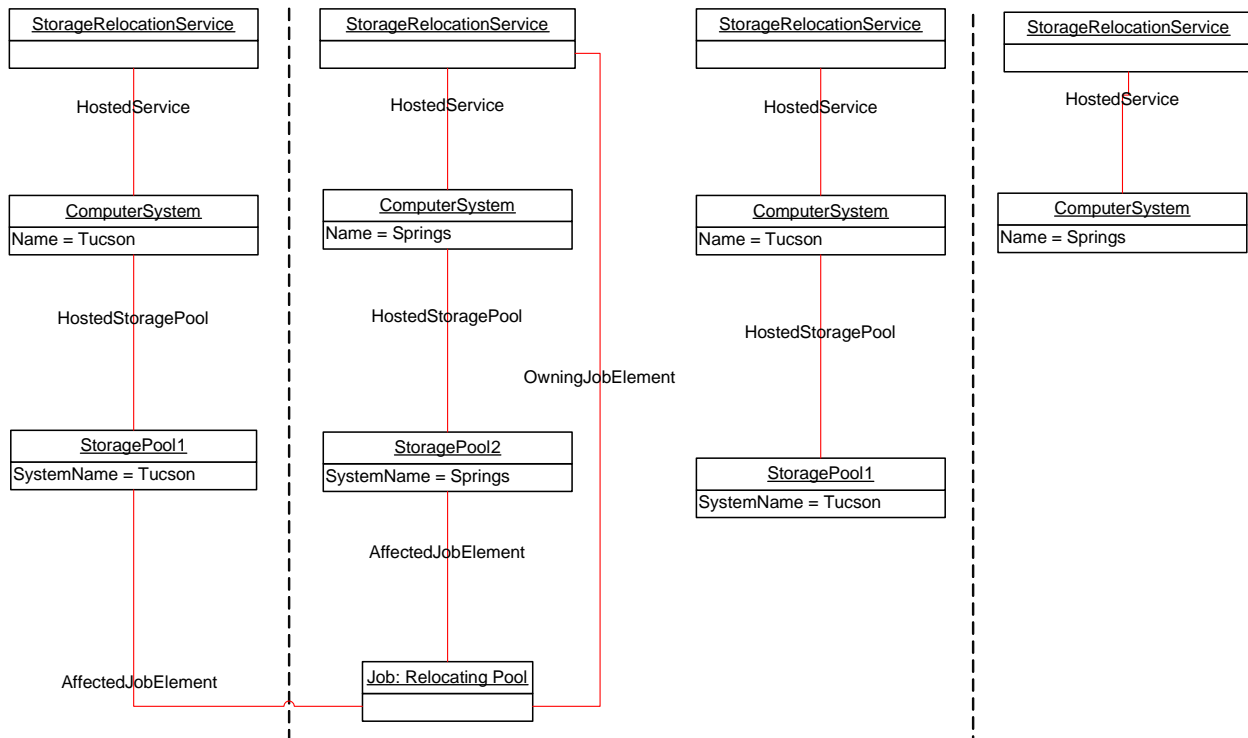 StorageRelocationService
HostedService
ComputerSystem
Name = Tucson
HostedStoragePool
StoragePool1
SystemName = Tucson
AffectedJobElement
StorageRelocationService
HostedService
ComputerSystem
Name = Springs
HostedStoragePool
OwningJobElement
StoragePool2
SystemName = Springs
AffectedJobElement
Job: Relocating Pool
StorageRelocationService
HostedService
ComputerSystem
Name = Tucson
HostedStoragePool
StoragePool1
SystemName = Tucson
StorageRelocationService
HostedService
ComputerSystem
Name = Springs